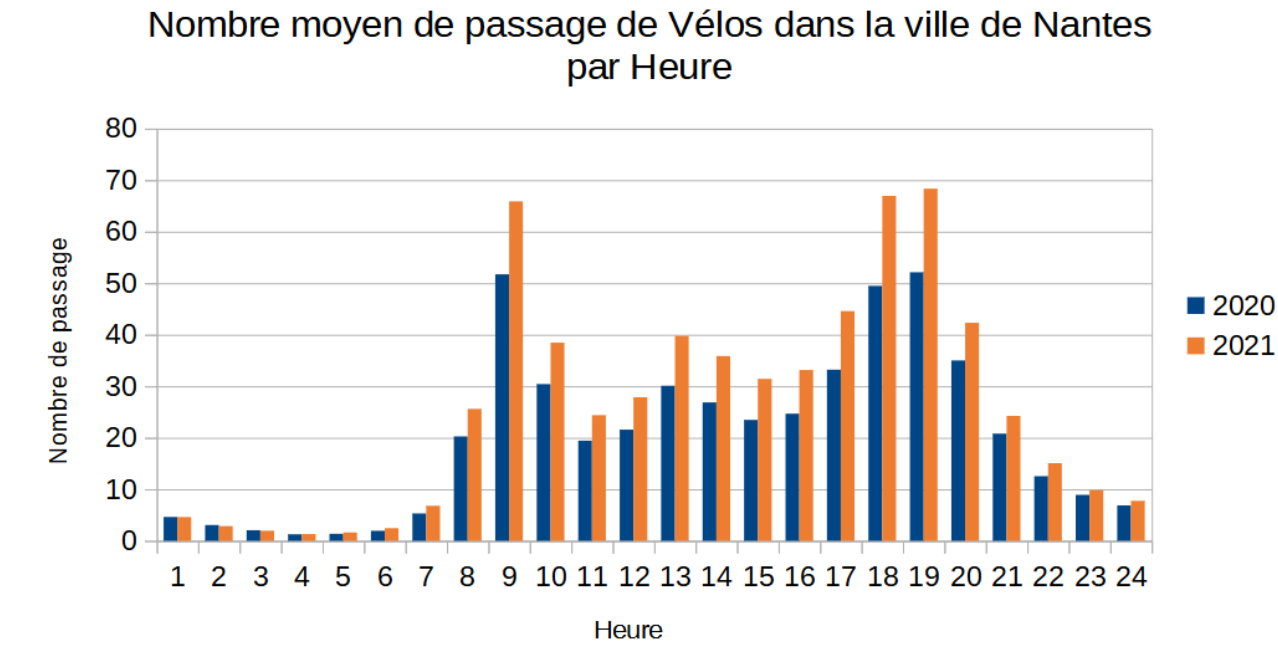 Nombre moyen de passage de Vélos dans la ville de Nantes
par Heure
80
70
60
50
40
30
20
10
0
Nombre de passage
1 2 3 4 5 6 7 8 9 10 11 12 13 14 15 16 17 18 19 20 21 22 23 24
Heure
2020
2021